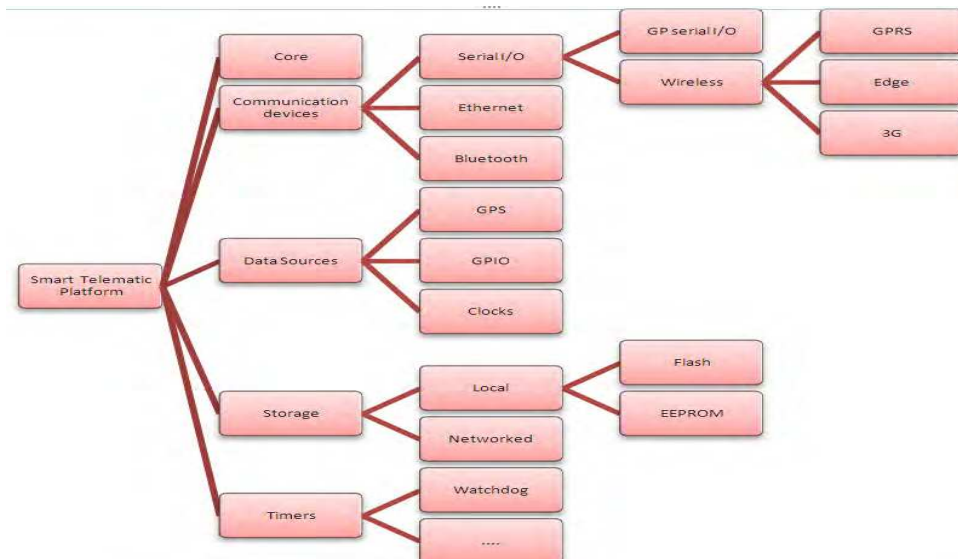 ....
Core
Communication
devices
Serial I/O
GP serial I/O
GPRS
Wireless
Edge
Ethernet
3G
Bluetooth
Smart Telematic
Platform
Data Sources
GPS
GPIO
Clocks
Storage
Local
Flash
EEPROM
Networked
Timers
Watchdog
....